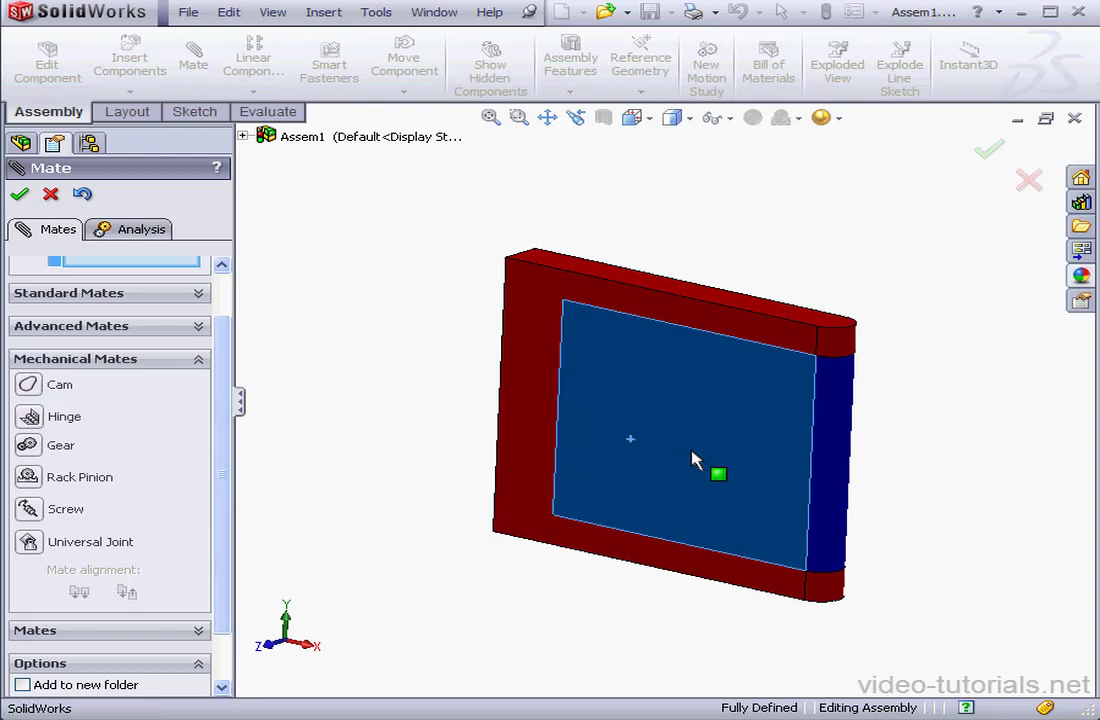 SW SolidWorks File Edit View Insert Tools Window Help Assem1.... ?
Edit Component
Insert Components
Mate
Linear Compon...
Smart Fasteners
Move Component
Show Hidden Components
Assembly Features
Reference Geometry
New Motion Study
Bill of Materials
Exploded View
Explode Line Sketch
Instant3D
Assembly Layout Sketch Evaluate
Assem1 (Default<Display St...
Mate ?
Mates Analysis
Standard Mates
Advanced Mates
Mechanical Mates
Cam
Hinge
Gear
Rack Pinion
Screw
Universal Joint
Mate alignment:
Mates
Options
Add to new folder
Y
Z
X
video-tutorials.net
SolidWorks Fully Defined Editing Assembly ?